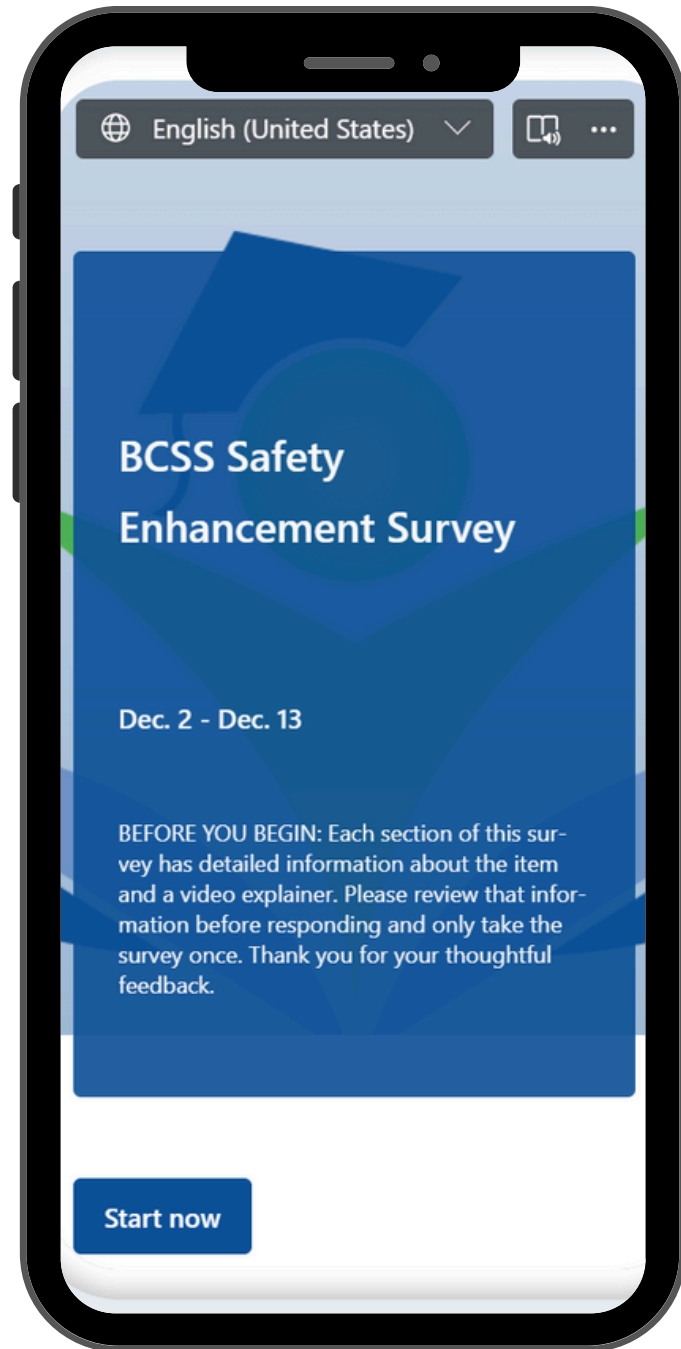 English (United States)
BCSS Safety
Enhancement Survey
Dec. 2 - Dec. 13
BEFORE YOU BEGIN: Each section of this sur-
vey has detailed information about the item
and a video explainer. Please review that infor-
mation before responding and only take the
survey once. Thank you for your thoughtful
feedback.
Start now